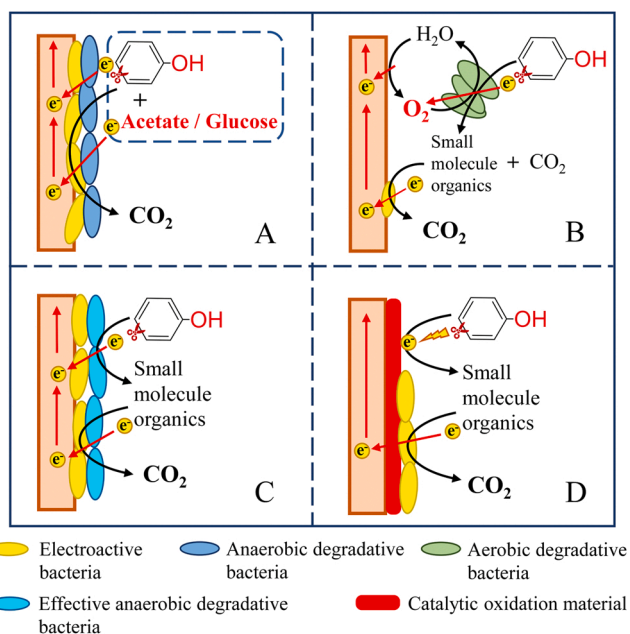 e-
OH
+
e-
Acetate / Glucose
e-
e-
CO2
A
H2O
OH
e-
e-
O2
Small
molecule + CO2
organics
e-
e-
CO2
B
OH
e-
Small
molecule
organics
e-
e-
e-
CO2
C
OH
e-
Small
molecule
organics
e-
e-
CO2
D
Electroactive
bacteria
Anaerobic degradative
bacteria
Aerobic degradative
bacteria
Effective anaerobic degradative
bacteria
Catalytic oxidation material